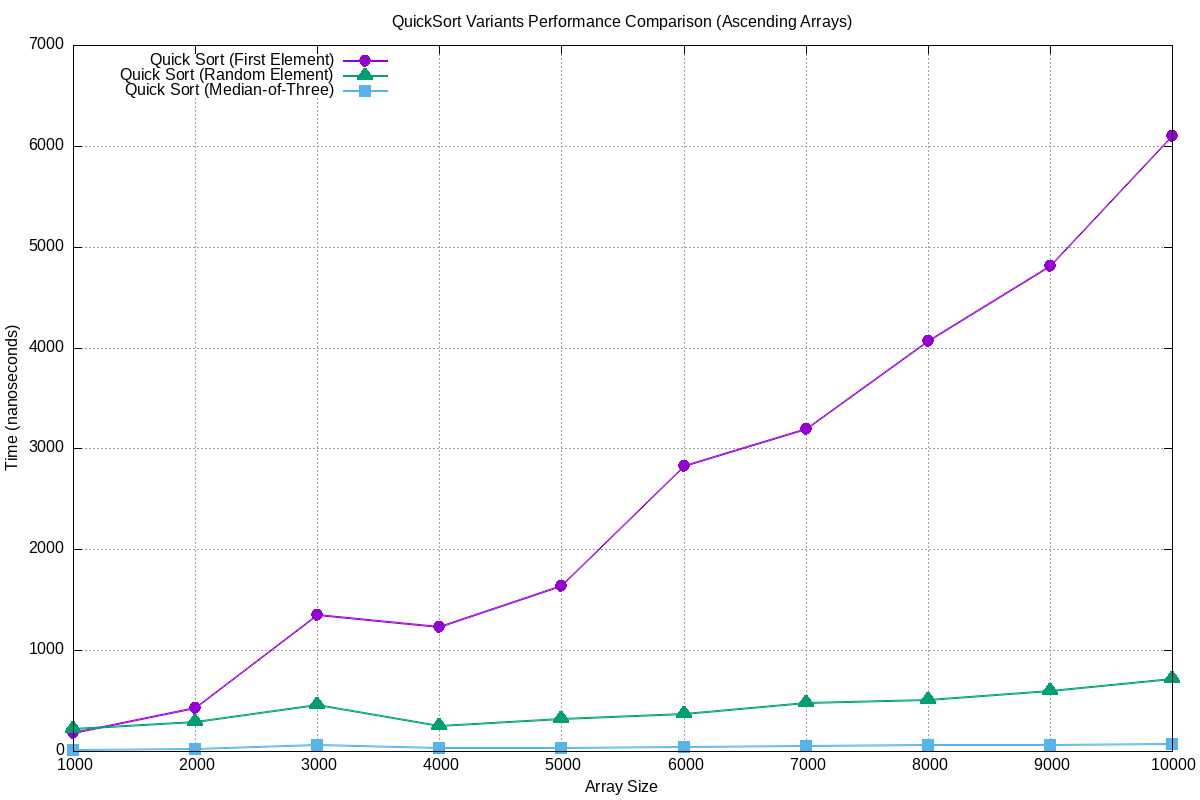 QuickSort Variants Performance Comparison (Ascending Arrays)
7000
6000
5000
4000
3000
2000
1000
0
Time (nanoseconds)
Quick Sort (First Element)
Quick Sort (Random Element)
Quick Sort (Median-of-Three)
1000 2000 3000 4000 5000 6000 7000 8000 9000 10000
Array Size